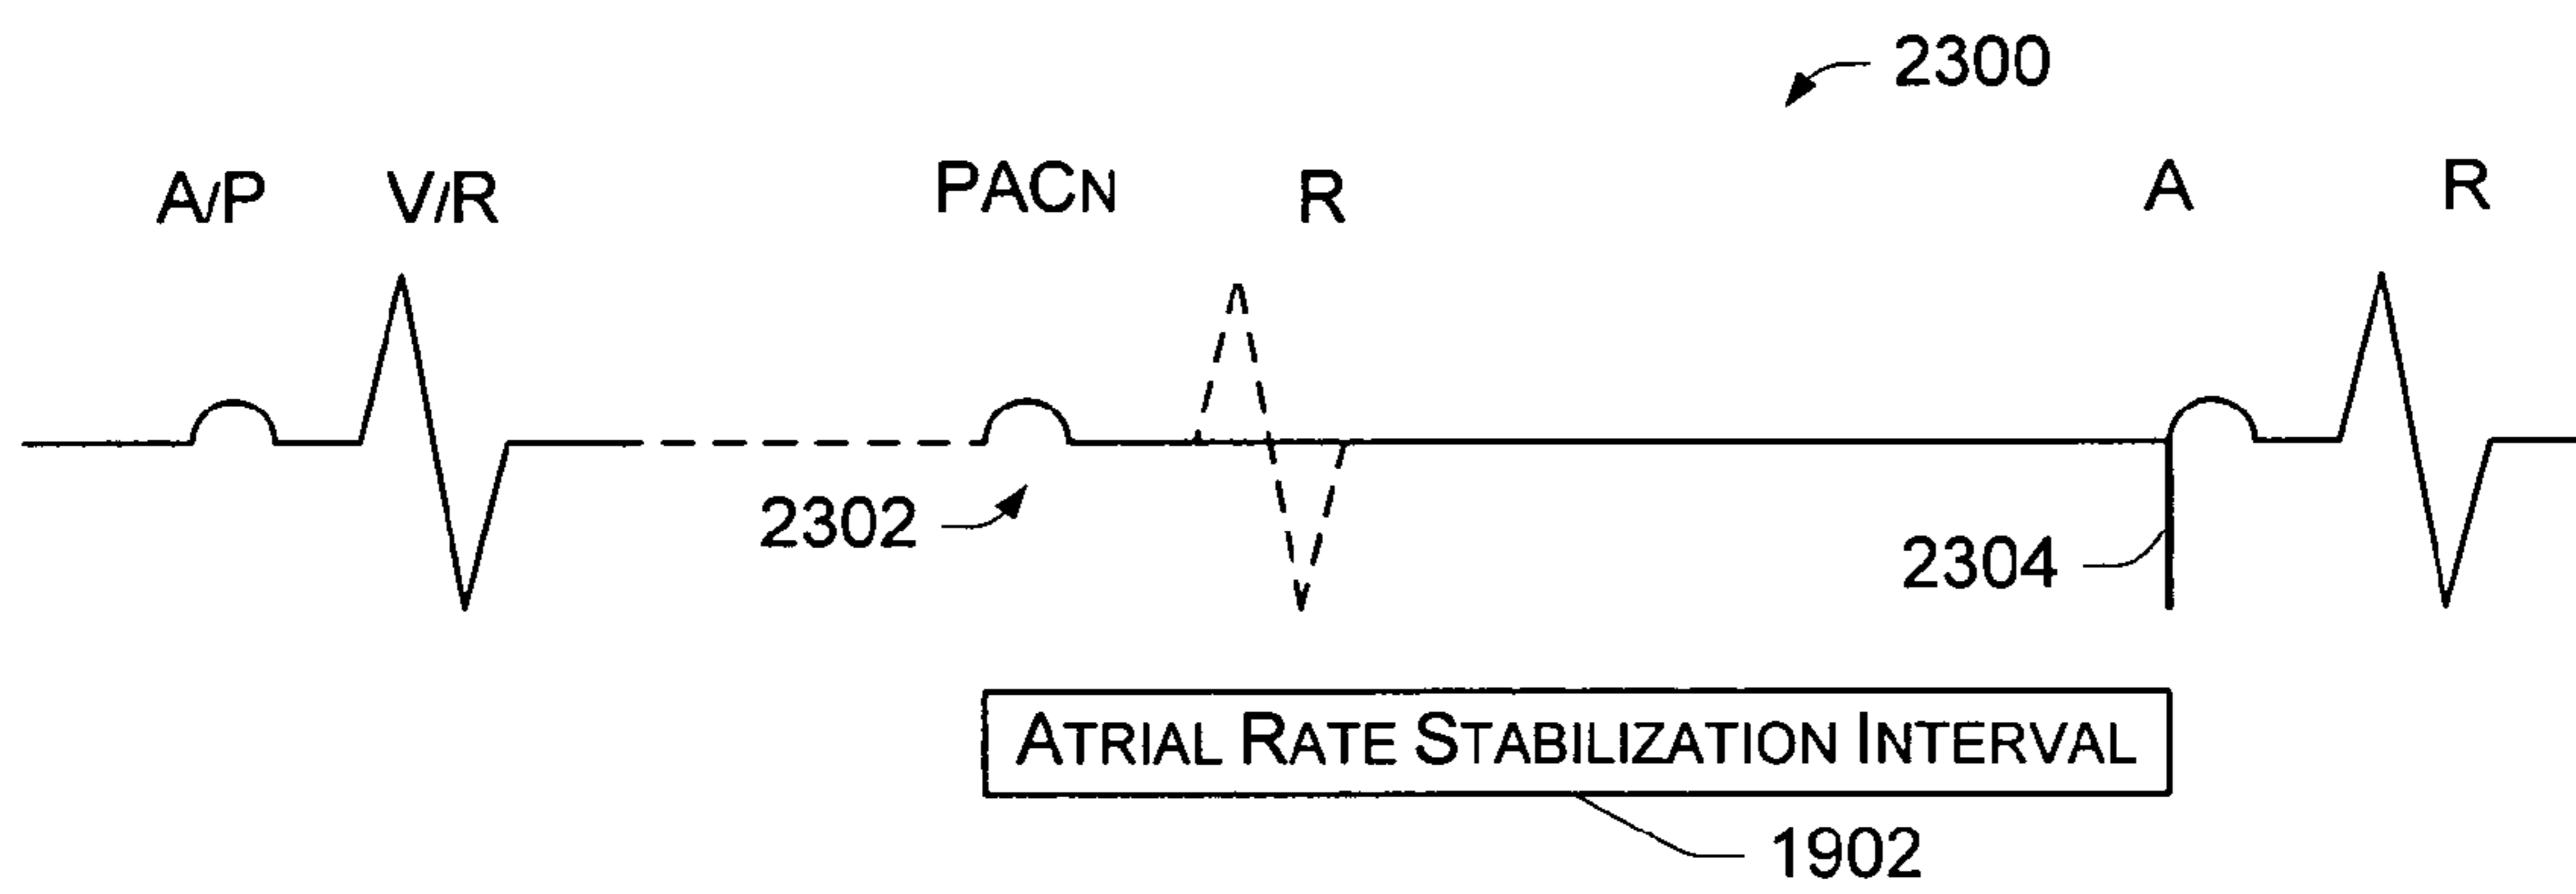 2300
A/P V/R PACN R A R
2302
2304
ATRIAL RATE STABILIZATION INTERVAL
1902